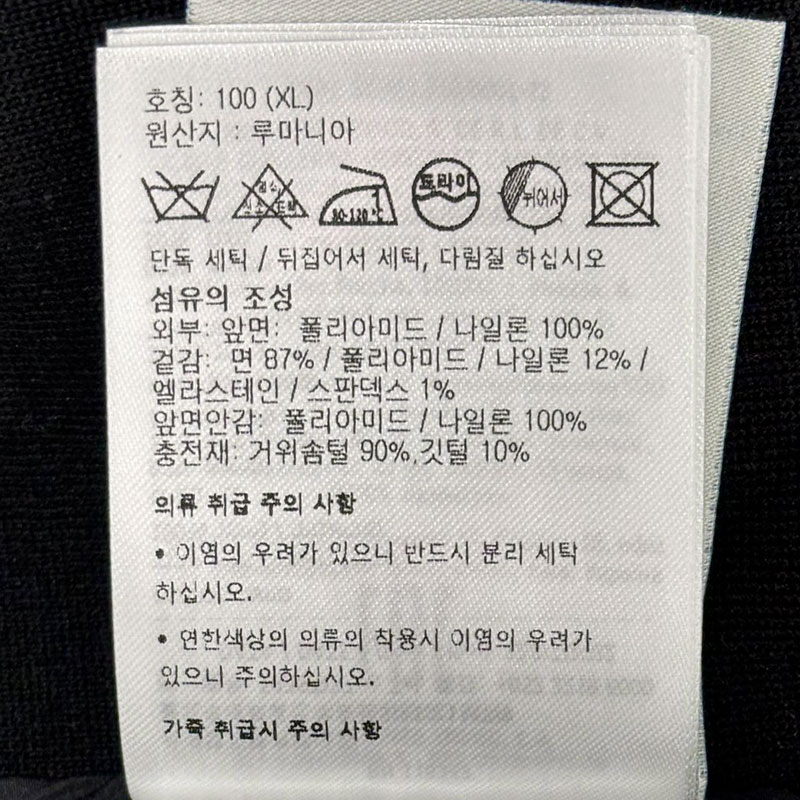 호칭: 100 (XL)
원산지 : 루마니아
80-120°C
드라이
뉘어서
단독 세탁 / 뒤집어서 세탁, 다림질 하십시오
섬유의 조성
외부: 앞면: 폴리아미드 / 나일론 100%
겉감: 면 87% / 폴리아미드 / 나일론 12% /
엘라스테인 / 스판덱스 1%
앞면안감: 폴리아미드 / 나일론 100%
충전재: 거위솜털 90%,깃털 10%
의류 취급 주의 사항
• 이염의 우려가 있으니 반드시 분리 세탁
하십시오.
• 연한색상의 의류의 착용시 이염의 우려가
있으니 주의하십시오.
가죽 취급시 주의 사항